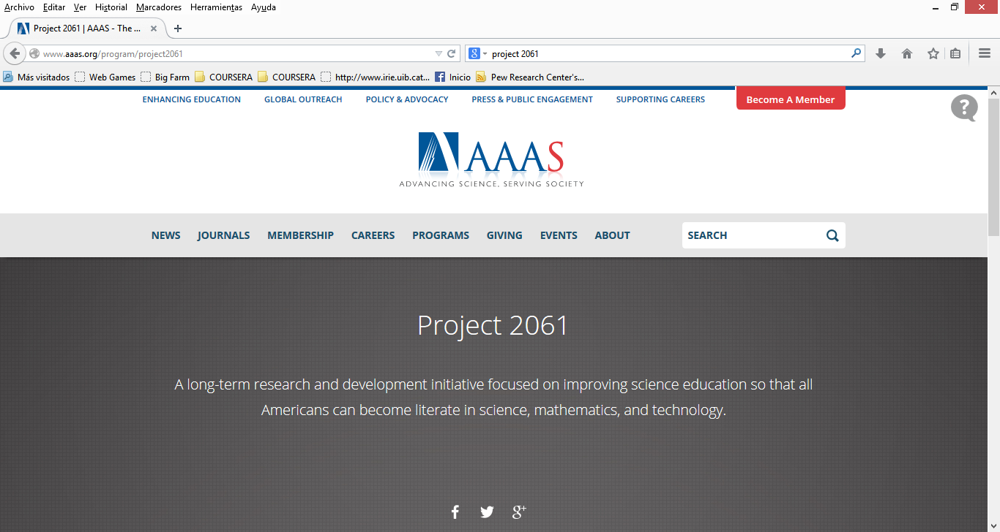 Archivo Editar Ver Historial Marcadores Herramientas Ayuda
Project 2061 | AAAS - The ...
www.aaas.org/program/project2061
project 2061
Más visitados Web Games Big Farm COURSERA COURSERA http://www.irie.uib.cat... Inicio Pew Research Center's...
ENHANCING EDUCATION GLOBAL OUTREACH POLICY & ADVOCACY PRESS & PUBLIC ENGAGEMENT SUPPORTING CAREERS Become A Member
?
AAAS
ADVANCING SCIENCE, SERVING SOCIETY
NEWS JOURNALS MEMBERSHIP CAREERS PROGRAMS GIVING EVENTS ABOUT SEARCH
Project 2061
A long-term research and development initiative focused on improving science education so that all
Americans can become literate in science, mathematics, and technology.